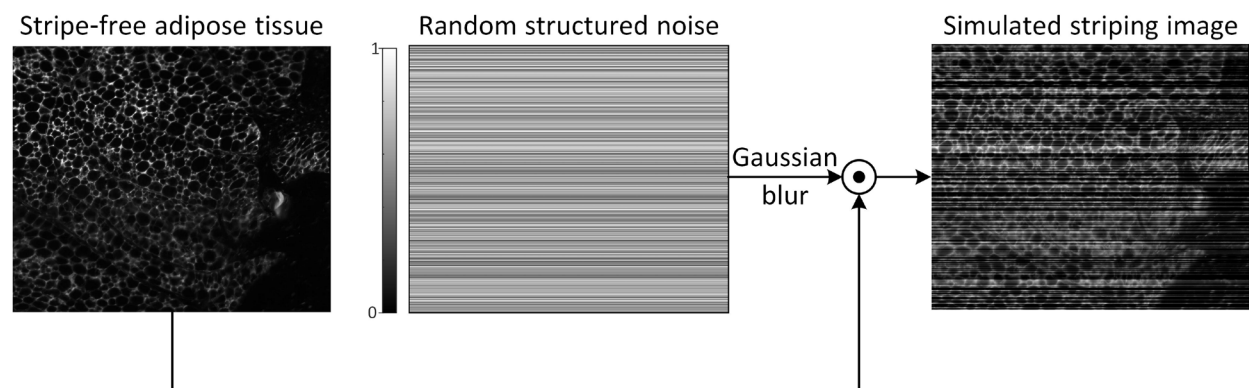 Stripe-free adipose tissue
Random structured noise
Simulated striping image
1
0
Gaussian
blur